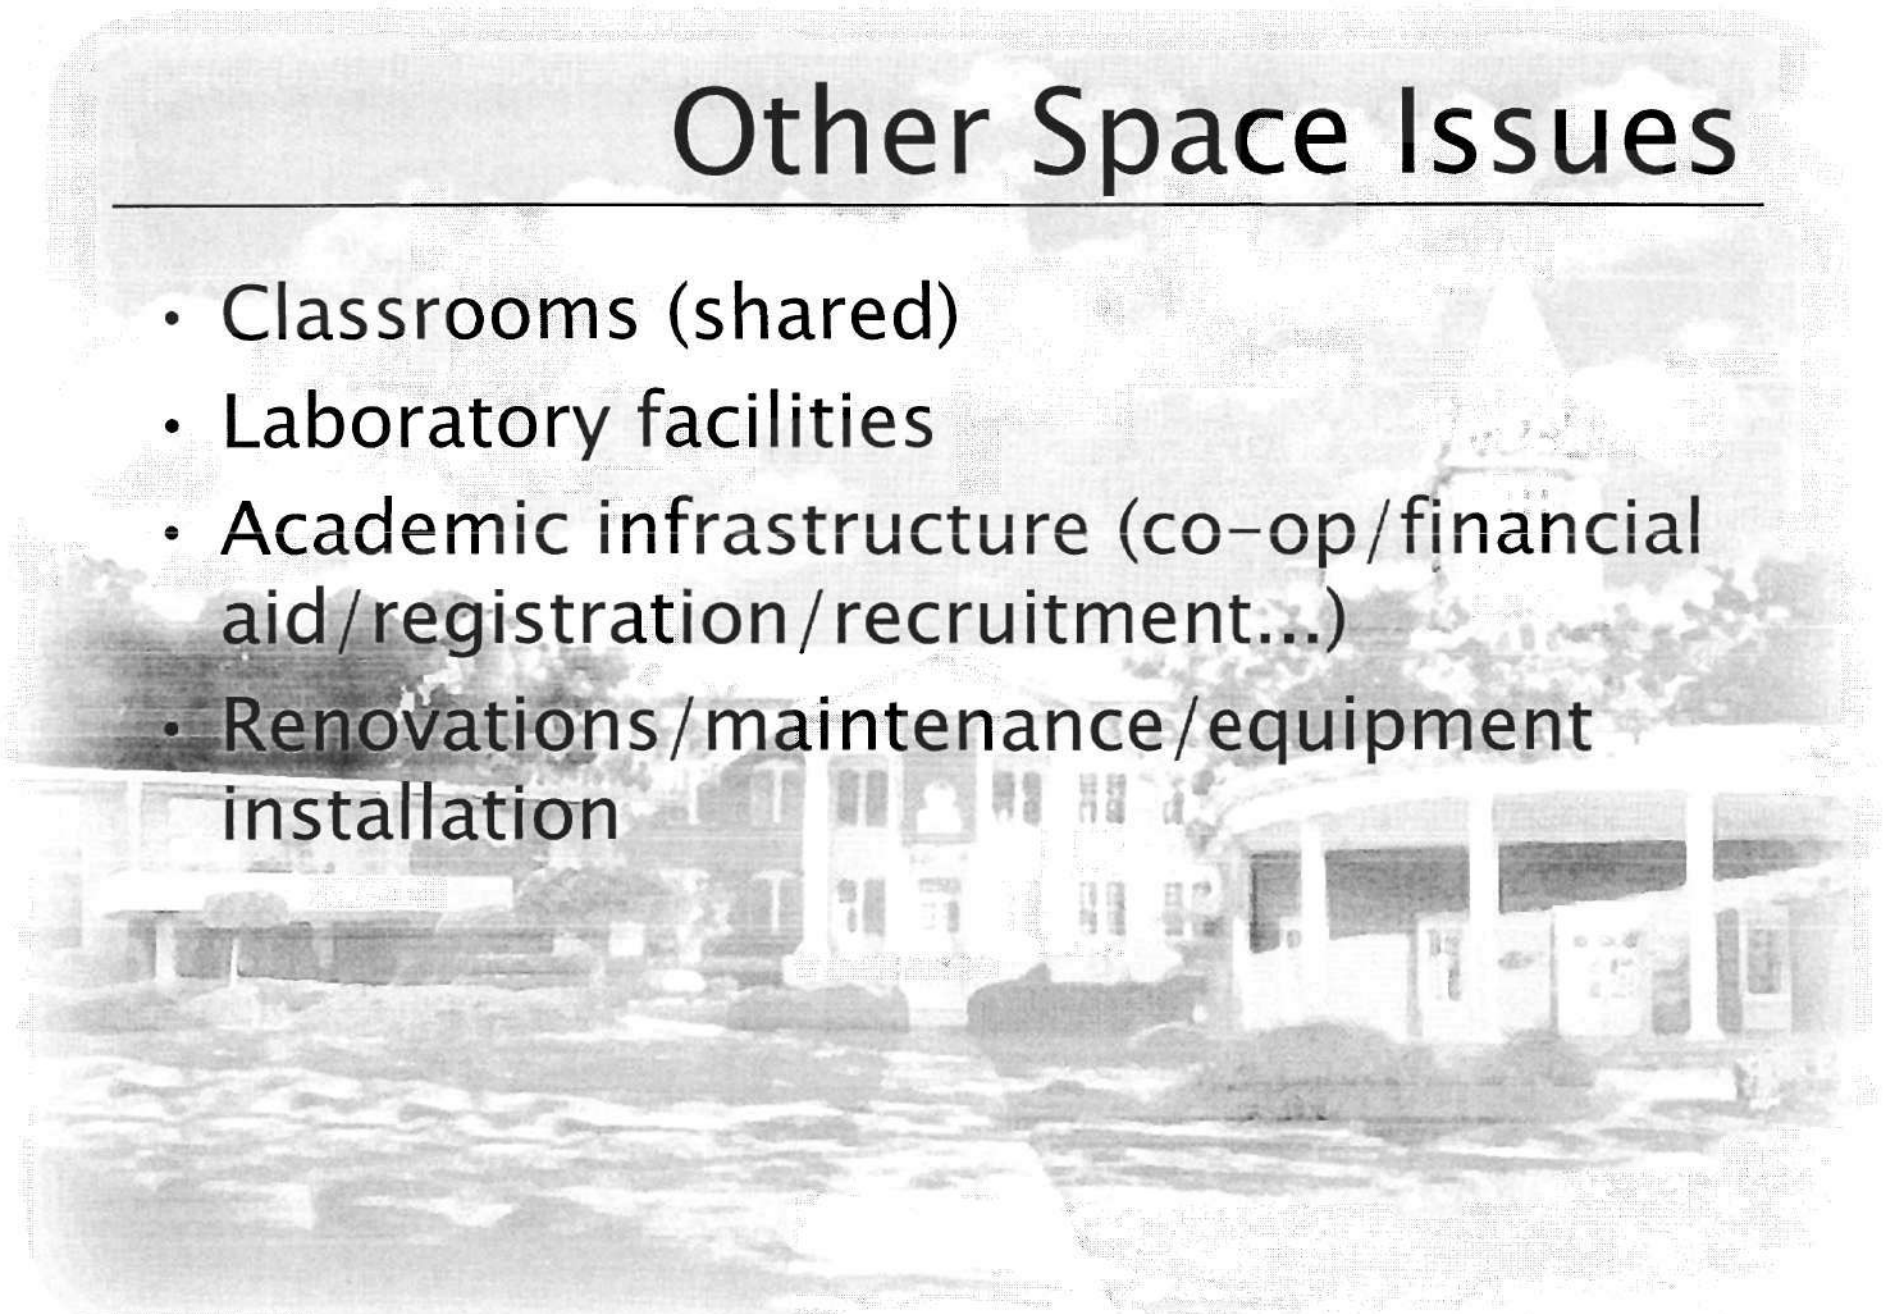 Other Space Issues
• Classrooms (shared)
• Laboratory facilities
• Academic infrastructure (co-op/financial
aid/registration/recruitment...)
• Renovations/maintenance/equipment
installation